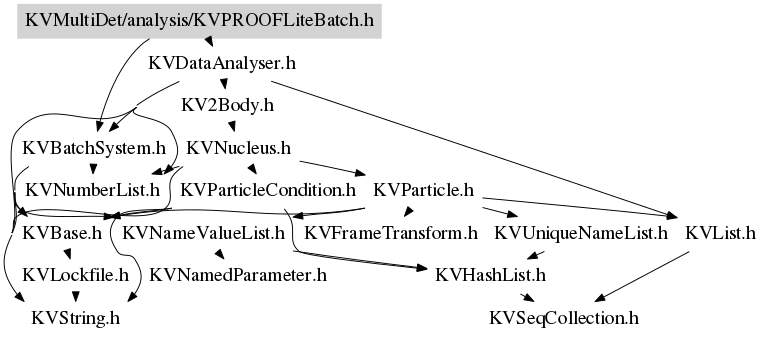 KVMultiDet/analysis/KVPROOFLiteBatch.h
KVDataAnalyser.h
KV2Body.h
KVBatchSystem.h
KVNucleus.h
KVNumberList.h
KVParticleCondition.h
KVParticle.h
KVBase.h
KVNameValueList.h
KVFrameTransform.h
KVUniqueNameList.h
KVList.h
KVLockfile.h
KVNamedParameter.h
KVHashList.h
KVString.h
KVSeqCollection.h